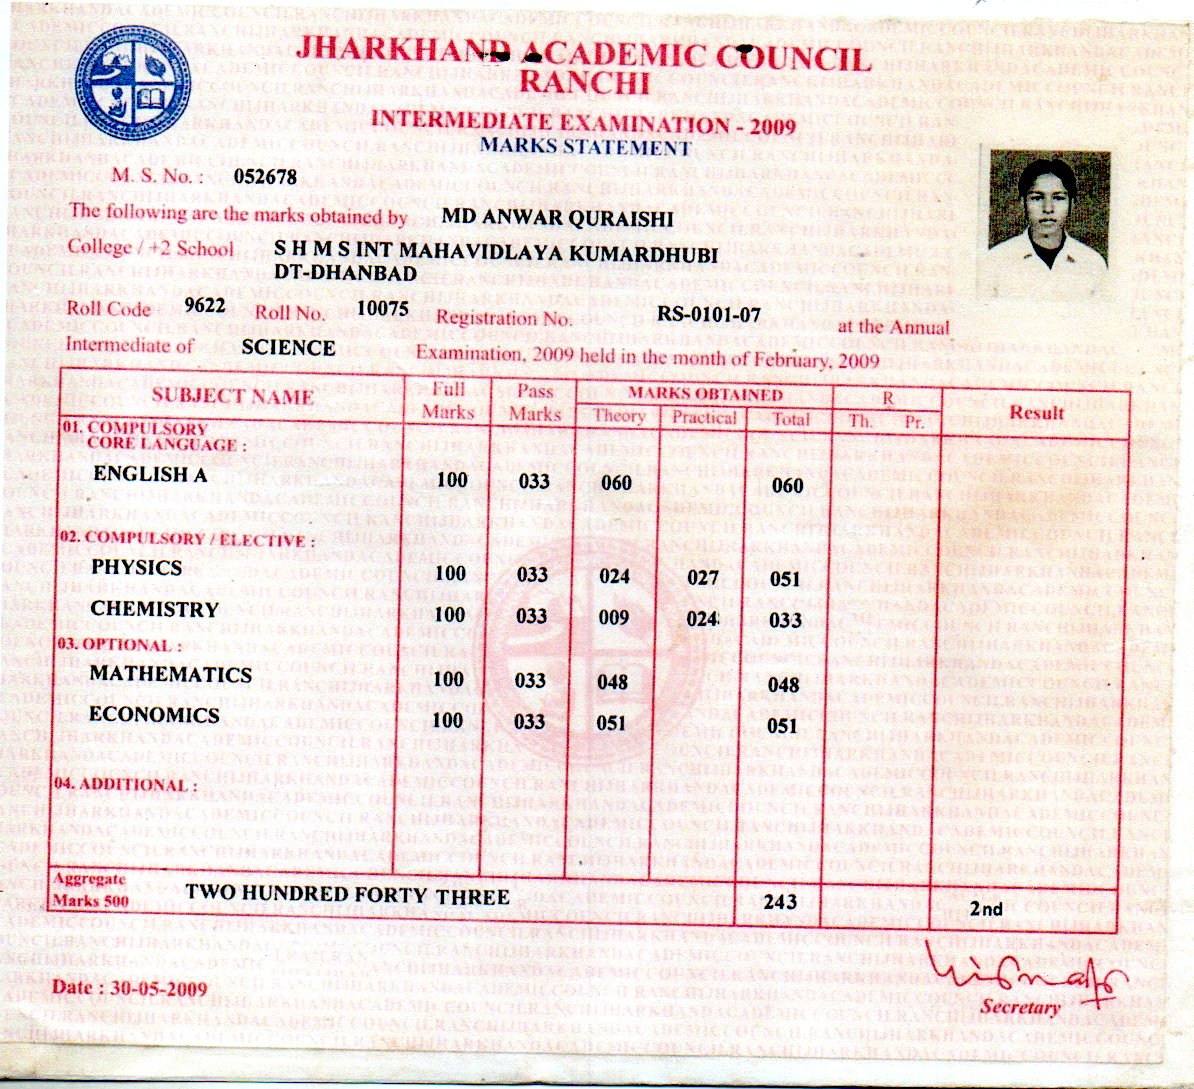 JHARKHAND ACADEMIC COUNCIL
RANCHI
INTERMEDIATE EXAMINATION - 2009
MARKS STATEMENT
M. S. No. : 052678
The following are the marks obtained by MD ANWAR QURAISHI
College / +2 School S H M S INT MAHAVIDLAYA KUMARDHUBI
DT-DHANBAD
Roll Code 9622 Roll No. 10075 Registration No. RS-0101-07 at the Annual
Intermediate of SCIENCE Examination, 2009 held in the month of February, 2009
SUBJECT NAME Full Marks Pass Marks MARKS OBTAINED R Result
Theory Practical Total Th. Pr.
01. COMPULSORY
CORE LANGUAGE :
ENGLISH A 100 033 060 060
02. COMPULSORY / ELECTIVE :
PHYSICS 100 033 024 027 051
CHEMISTRY 100 033 009 024 033
03. OPTIONAL :
MATHEMATICS 100 033 048 048
ECONOMICS 100 033 051 051
04. ADDITIONAL :
Aggregate
Marks 500 TWO HUNDRED FORTY THREE 243 2nd
Date : 30-05-2009
Secretary